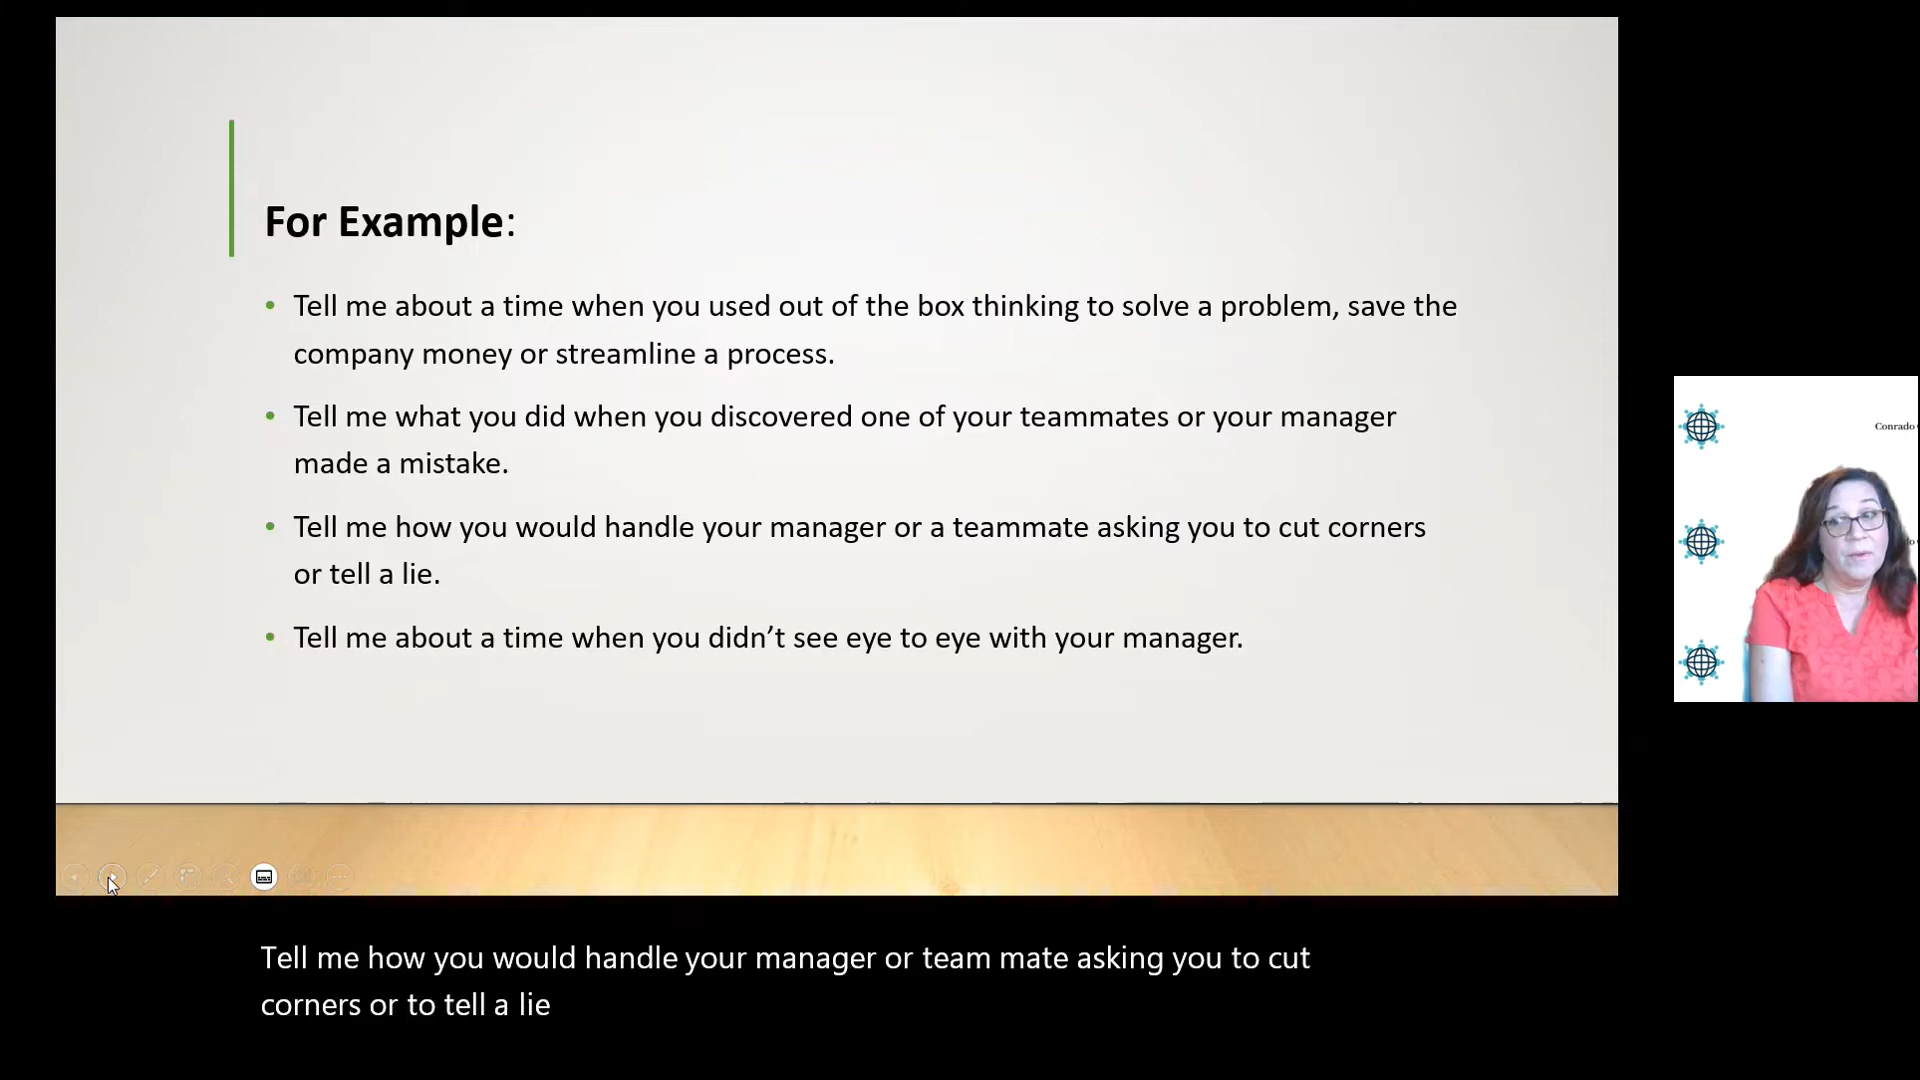 For Example:
• Tell me about a time when you used out of the box thinking to solve a problem, save the
company money or streamline a process.
• Tell me what you did when you discovered one of your teammates or your manager
made a mistake.
• Tell me how you would handle your manager or a teammate asking you to cut corners
or tell a lie.
• Tell me about a time when you didn’t see eye to eye with your manager.
Conrado
Tell me how you would handle your manager or team mate asking you to cut
corners or to tell a lie